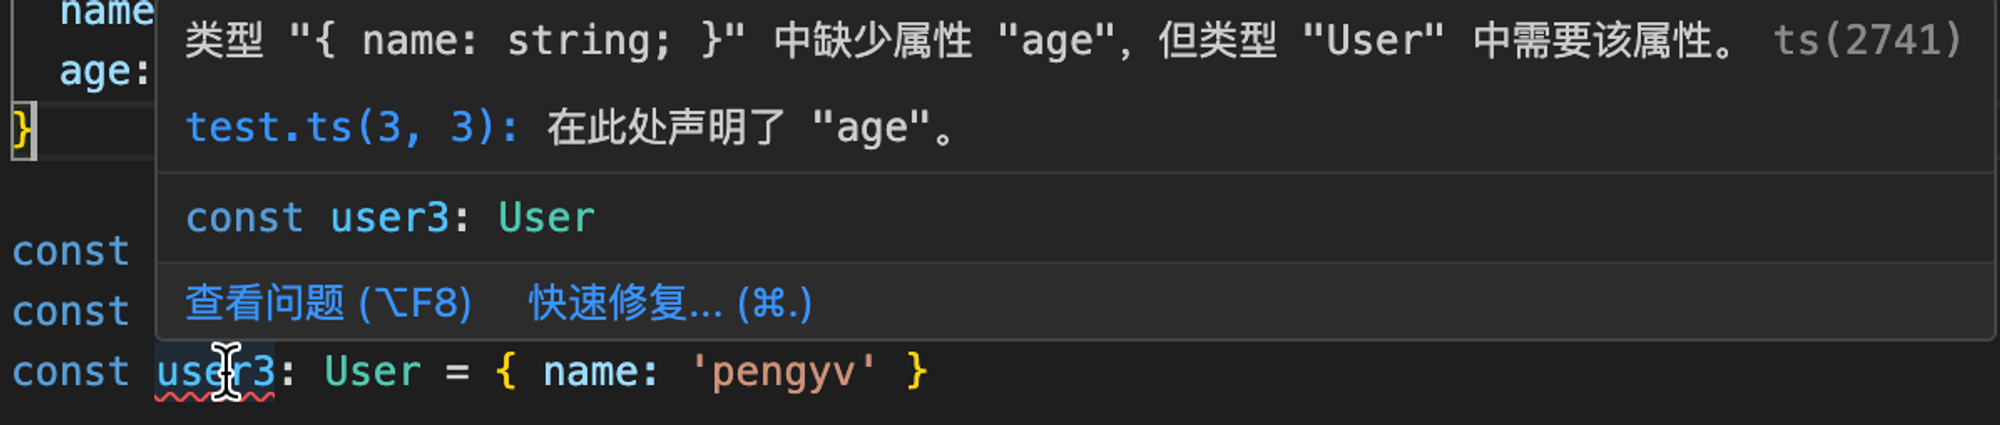 name
类型 "{ name: string; }" 中缺少属性 "age"，但类型 "User" 中需要该属性。 ts(2741)
age:
test.ts(3, 3): 在此处声明了 "age"。
}
const user3: User
const
查看问题 (⌥F8) 快速修复... (⌘.)
const
const user3: User = { name: 'pengyv' }